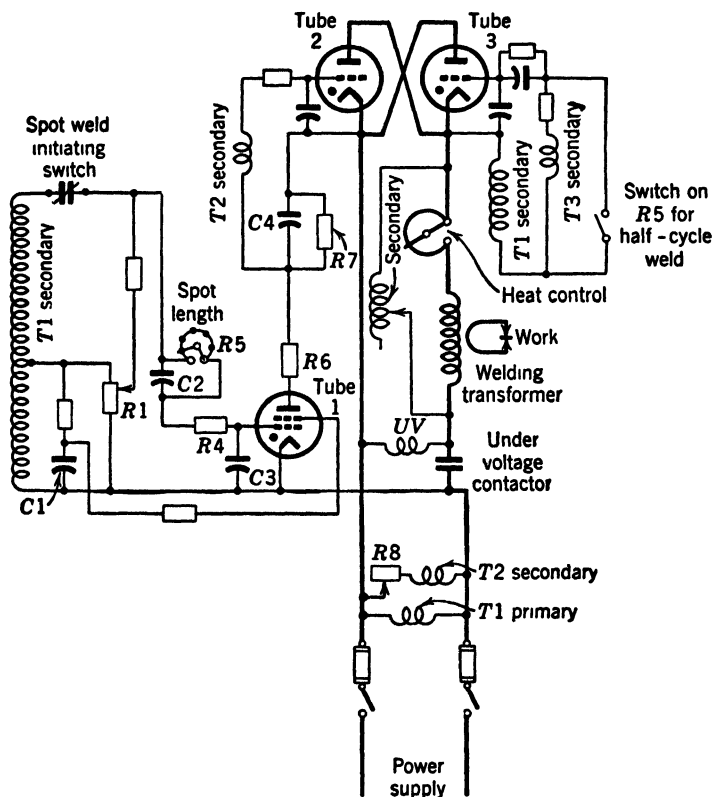 Tube
2
Tube
3
Spot weld
initiating
switch
T2 secondary
C4
R7
Secondary
T1 secondary
T3 secondary
Switch on
R5 for
half-cycle
weld
Heat control
T1 secondary
Spot
length
R5
C2
R6
Tube
1
Work
Welding
transformer
R1
R4
UV
Under
voltage
contactor
C3
C1
R8
T2 secondary
T1 primary
Power
supply